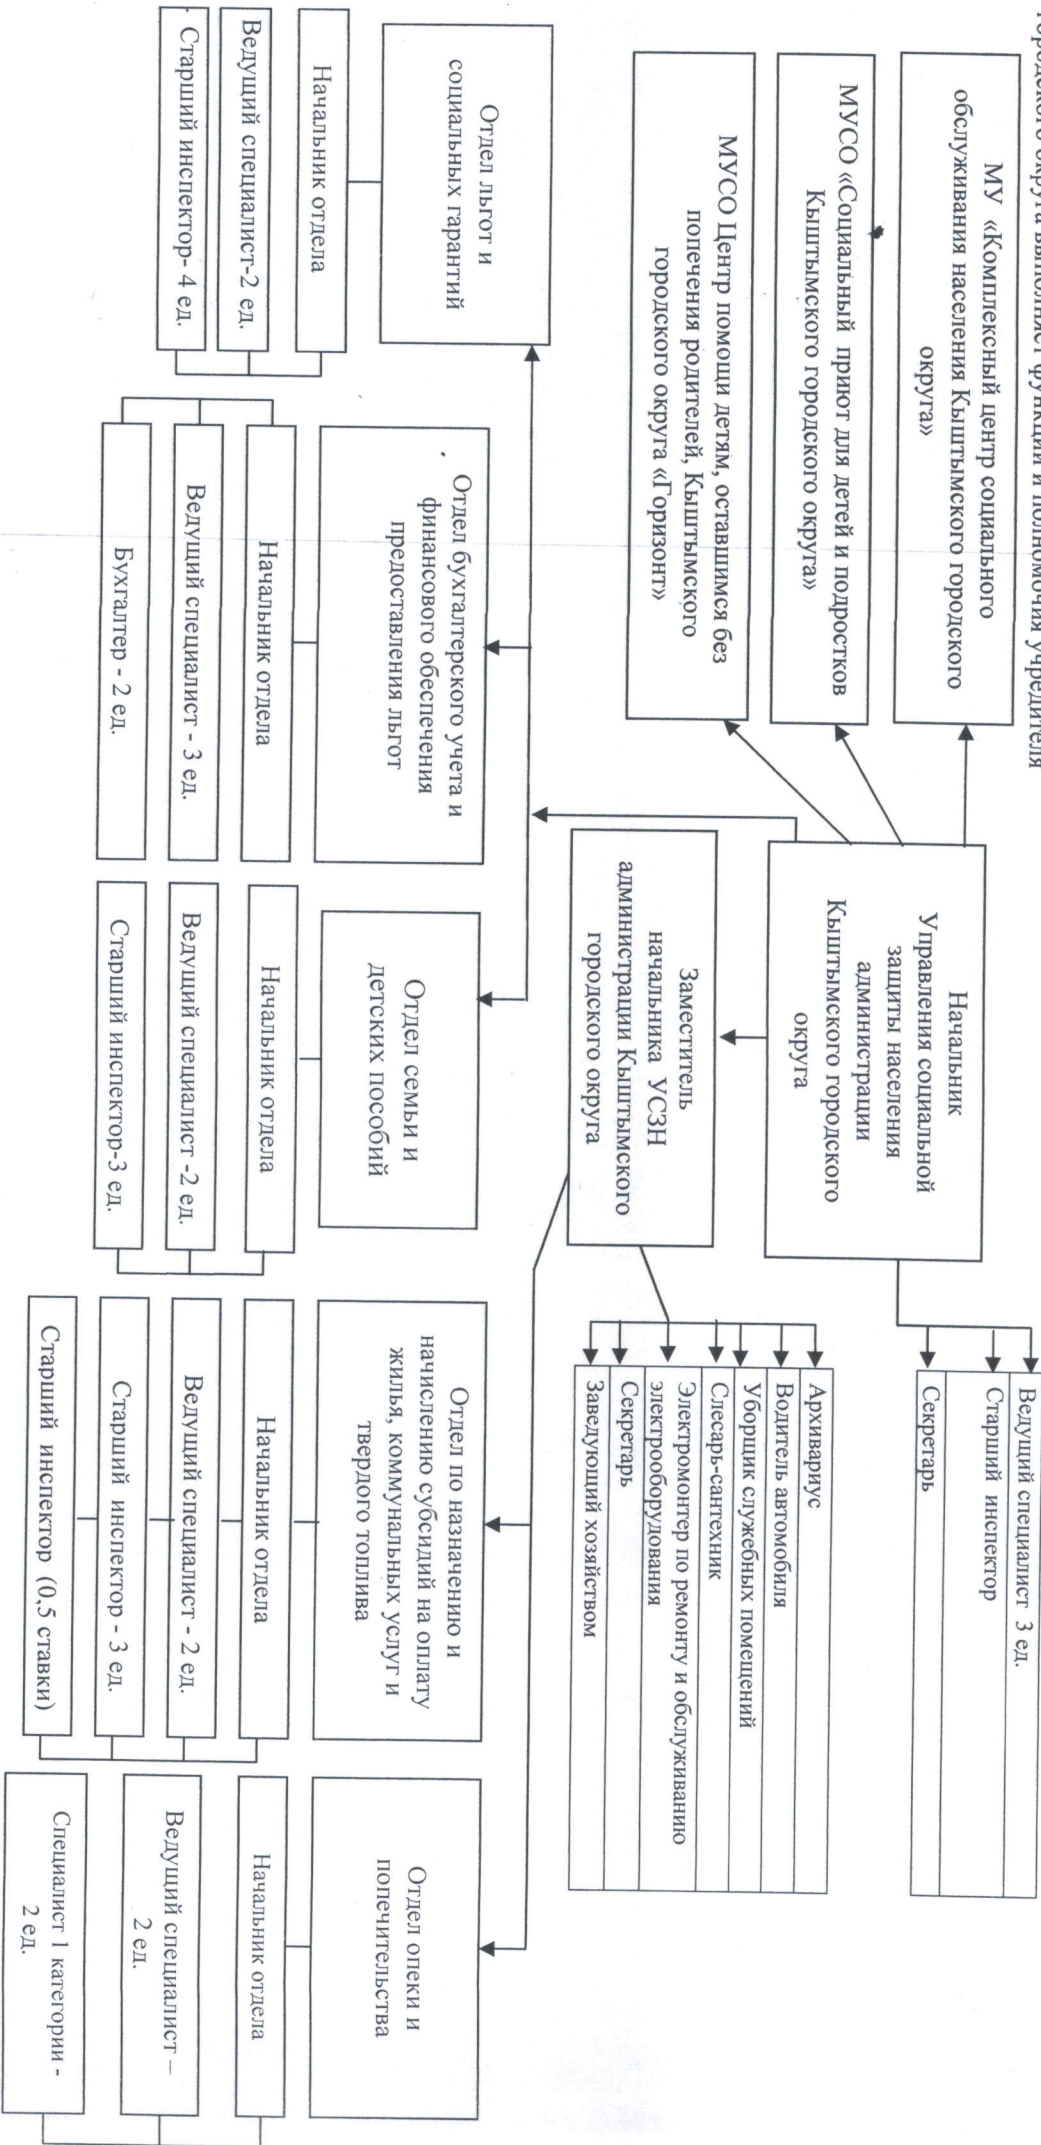 городского округа выполняет функции и полномочия учредителя
МУ «Комплексный центр социального
обслуживания населения Кыштымского городского
округа»
МУСО «Социальный приют для детей и подростков
Кыштымского городского округа»
МУСО Центр помощи детям, оставшимся без
попечения родителей, Кыштымского
городского округа «Горизонт»
Начальник
Управления социальной
защиты населения
администрации
Кыштымского городского
округа
Заместитель
начальника УСЗН
администрации Кыштымского
городского округа
Ведущий специалист 3 ед.
Старший инспектор
Секретарь
Архивариус
Водитель автомобиля
Уборщик служебных помещений
Слесарь-сантехник
Электромонтер по ремонту и обслуживанию
электрооборудования
Секретарь
Заведующий хозяйством
Отдел льгот и
социальных гарантий
Начальник отдела
Ведущий специалист-2 ед.
Старший инспектор- 4 ед.
Отдел бухгалтерского учета и
финансового обеспечения
предоставления льгот
Начальник отдела
Ведущий специалист - 3 ед.
Бухгалтер - 2 ед.
Отдел семьи и
детских пособий
Начальник отдела
Ведущий специалист -2 ед.
Старший инспектор-3 ед.
Отдел по назначению и
начислению субсидий на оплату
жилья, коммунальных услуг и
твердого топлива
Начальник отдела
Ведущий специалист - 2 ед.
Старший инспектор - 3 ед.
Старший инспектор (0,5 ставки)
Отдел опеки и
попечительства
Начальник отдела
Ведущий специалист –
2 ед.
Специалист 1 категории -
2 ед.